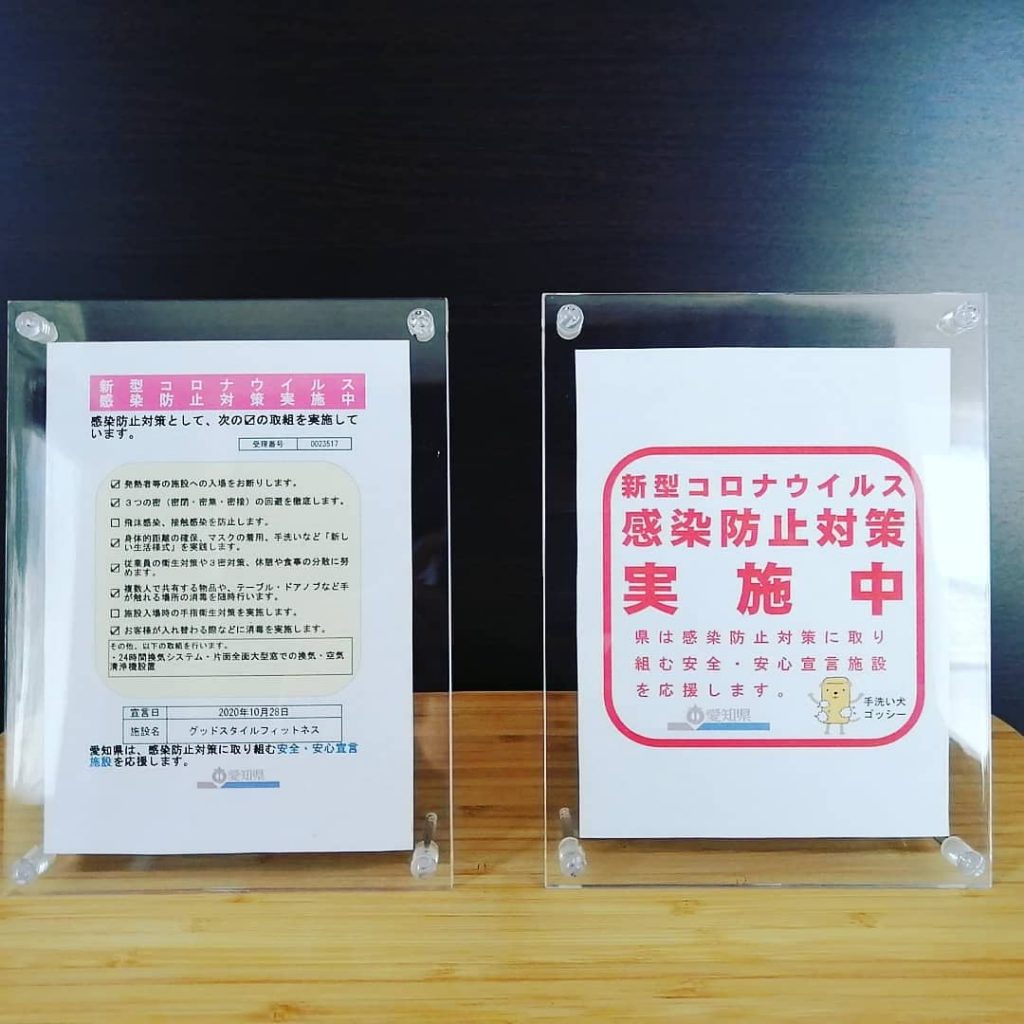 新型コロナウイルス
感染防止対策実施中
感染防止対策として、次の☑の取組を実施して
います。
受理番号 0023517
☑ 発熱者等の施設への入場をお断りします。
☑ 3つの密（密閉・密集・密接）の回避を徹底します。
☐ 飛沫感染、接触感染を防止します。
☑ 身体的距離の確保、マスクの着用、手洗いなど「新し
い生活様式」を実践します。
☑ 従業員の衛生対策や3密対策、休憩や食事の分散に努
めます。
☑ 複数人で共有する物品や、テーブル・ドアノブなど手
が触れる場所の消毒を随時行います。
☐ 施設入場時の手指衛生対策を実施します。
☑ お客様が入れ替わる際などに消毒を実施します。
その他、以下の取組を行います。
・24時間換気システム・片面全面大型窓での換気・空気
清浄機設置
宣言日 2020年10月28日
施設名 グッドスタイルフィットネス
愛知県は、感染防止対策に取り組む安全・安心宣言
施設を応援します。
愛知県
新型コロナウイルス
感染防止対策
実施中
県は感染防止対策に取り
組む安全・安心宣言施設
を応援します。
手洗い犬
ゴッシー
愛知県